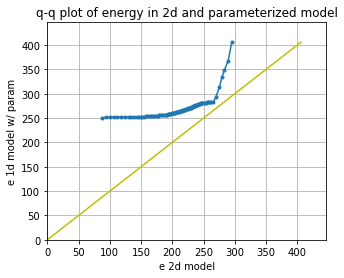 q-q plot of energy in 2d and parameterized model
e 1d model w/ param
400
350
300
250
200
150
100
50
0
0 50 100 150 200 250 300 350 400
e 2d model